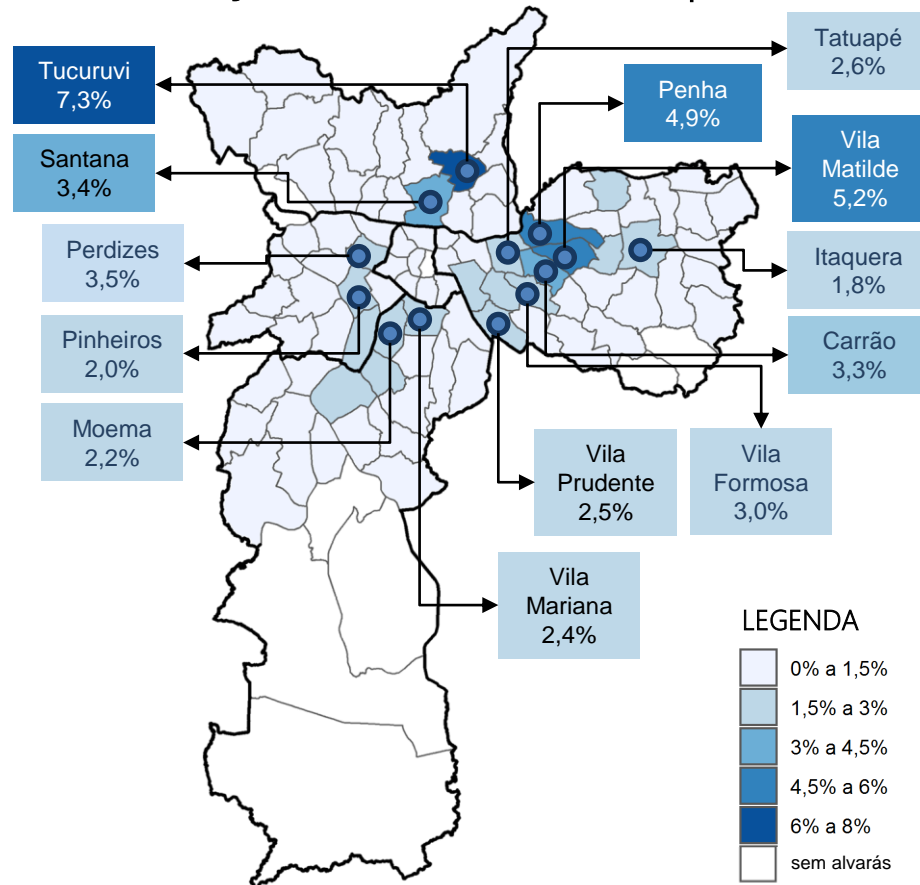 Tatuapé
2,6%
Tucuruvi
7,3%
Penha
4,9%
Santana
3,4%
Vila
Matilde
5,2%
Perdizes
3,5%
Itaquera
1,8%
Pinheiros
2,0%
Carrão
3,3%
Moema
2,2%
Vila
Prudente
2,5%
Vila
Formosa
3,0%
Vila
Mariana
2,4%
LEGENDA
0% a 1,5%
1,5% a 3%
3% a 4,5%
4,5% a 6%
6% a 8%
sem alvarás